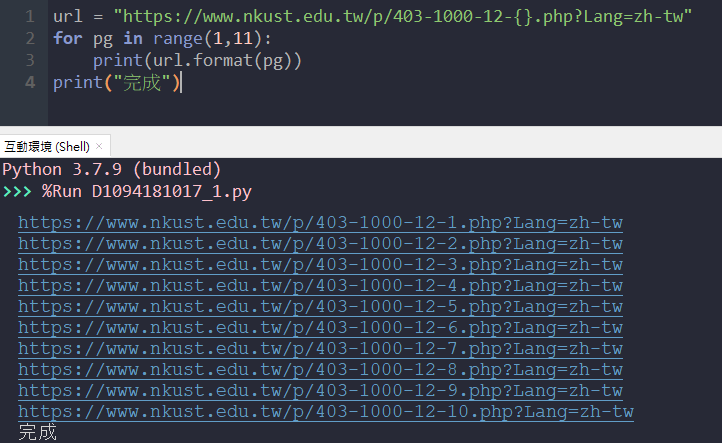 1 url = "https://www.nkust.edu.tw/p/403-1000-12-{}.php?Lang=zh-tw"
2 for pg in range(1,11):
3     print(url.format(pg))
4 print("完成")
互動環境 (Shell) ×
Python 3.7.9 (bundled)
>>> %Run D1094181017_1.py
https://www.nkust.edu.tw/p/403-1000-12-1.php?Lang=zh-tw
https://www.nkust.edu.tw/p/403-1000-12-2.php?Lang=zh-tw
https://www.nkust.edu.tw/p/403-1000-12-3.php?Lang=zh-tw
https://www.nkust.edu.tw/p/403-1000-12-4.php?Lang=zh-tw
https://www.nkust.edu.tw/p/403-1000-12-5.php?Lang=zh-tw
https://www.nkust.edu.tw/p/403-1000-12-6.php?Lang=zh-tw
https://www.nkust.edu.tw/p/403-1000-12-7.php?Lang=zh-tw
https://www.nkust.edu.tw/p/403-1000-12-8.php?Lang=zh-tw
https://www.nkust.edu.tw/p/403-1000-12-9.php?Lang=zh-tw
https://www.nkust.edu.tw/p/403-1000-12-10.php?Lang=zh-tw
完成